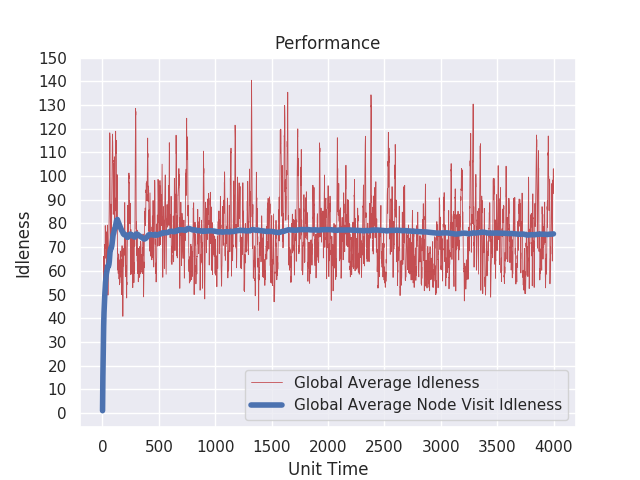 Performance
150
140
130
120
110
100
90
80
70
60
50
40
30
20
10
0
Idleness
Global Average Idleness
Global Average Node Visit Idleness
0 500 1000 1500 2000 2500 3000 3500 4000
Unit Time